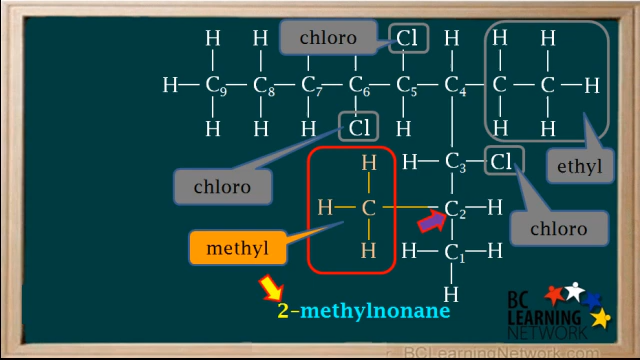 H H chloro Cl H H H
H C9 C8 C7 C6 C5 C4 C C H
H H H Cl H H H
H H C3 Cl ethyl
chloro
H C C2 H chloro
methyl H H C1 H
H
2-methylnonane
BC
LEARNING
NETWORK
BCLearningNetwork.com